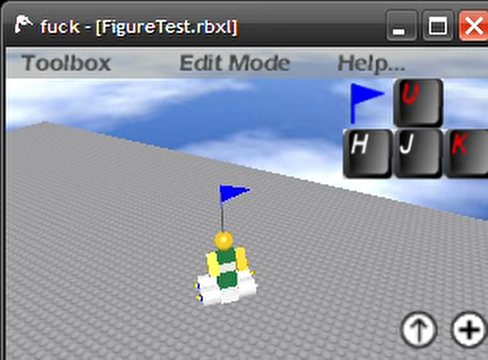 fuck - [FigureTest.rbxl]
Toolbox Edit Mode Help...
U
H J K